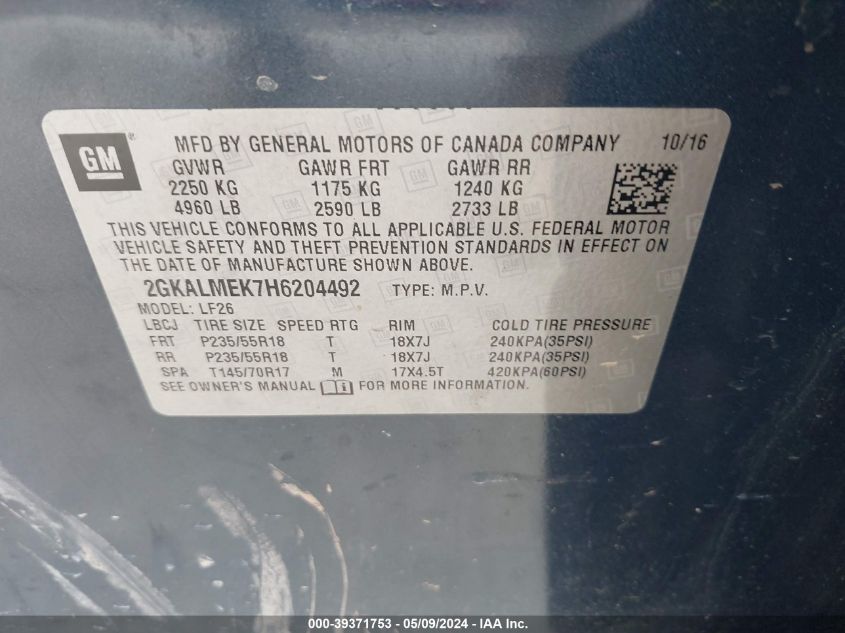 GM ®
MFD BY GENERAL MOTORS OF CANADA COMPANY 10/16
GVWR GAWR FRT GAWR RR
2250 KG 1175 KG 1240 KG
4960 LB 2590 LB 2733 LB
THIS VEHICLE CONFORMS TO ALL APPLICABLE U.S. FEDERAL MOTOR
VEHICLE SAFETY AND THEFT PREVENTION STANDARDS IN EFFECT ON
THE DATE OF MANUFACTURE SHOWN ABOVE.
2GKALMEK7H6204492 TYPE: M.P.V.
MODEL: LF26
LBCJ TIRE SIZE SPEED RTG RIM COLD TIRE PRESSURE
FRT P235/55R18 T 18X7J 240KPA(35PSI)
RR P235/55R18 T 18X7J 240KPA(35PSI)
SPA T145/70R17 M 17X4.5T 420KPA(60PSI)
SEE OWNER'S MANUAL FOR MORE INFORMATION.
000-39371753 - 05/09/2024 - IAA Inc.